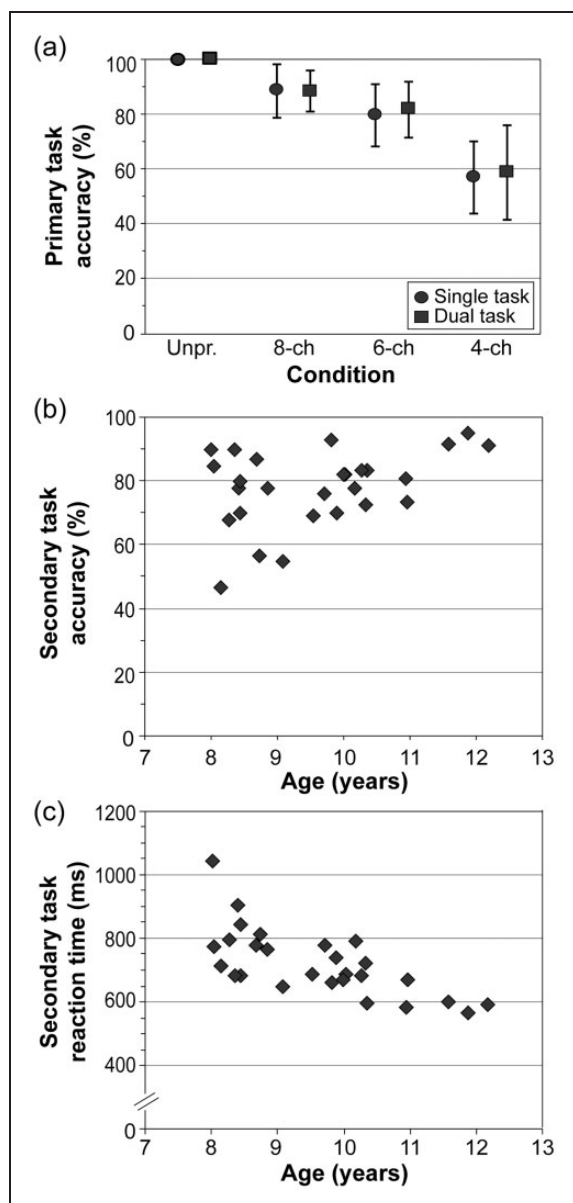 (a)
Primary task
accuracy (%)
100
80
60
40
20
0
Single task
Dual task
Unpr. 8-ch 6-ch 4-ch
Condition
(b)
Secondary task
accuracy (%)
100
80
60
40
20
0
7 8 9 10 11 12 13
Age (years)
(c)
Secondary task
reaction time (ms)
1200
1000
800
600
400
0
7 8 9 10 11 12 13
Age (years)